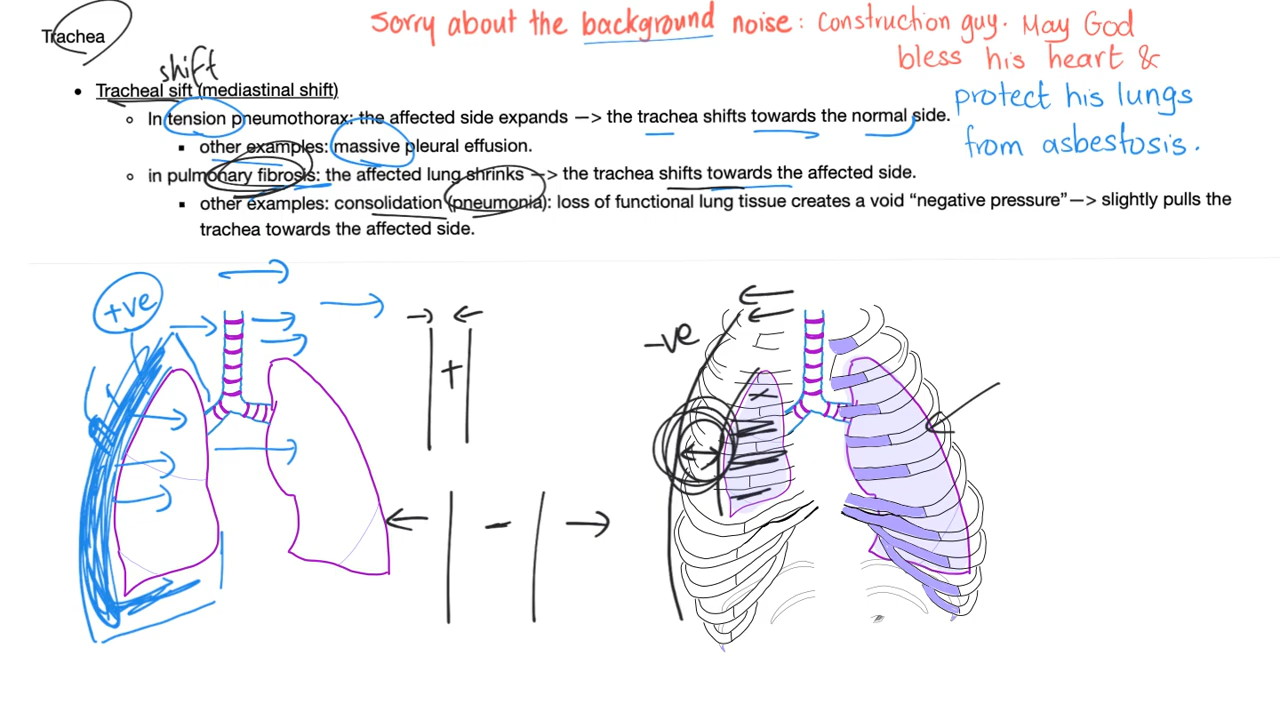 Trachea
Sorry about the background noise: Construction guy. May God
bless his heart &
protect his lungs
from asbestosis.
shift
• Tracheal sift (mediastinal shift)
In tension pneumothorax: the affected side expands —> the trachea shifts towards the normal side.
other examples: massive pleural effusion.
in pulmonary fibrosis: the affected lung shrinks —> the trachea shifts towards the affected side.
other examples: consolidation (pneumonia): loss of functional lung tissue creates a void “negative pressure”—> slightly pulls the
trachea towards the affected side.
+ve
-ve
+
-